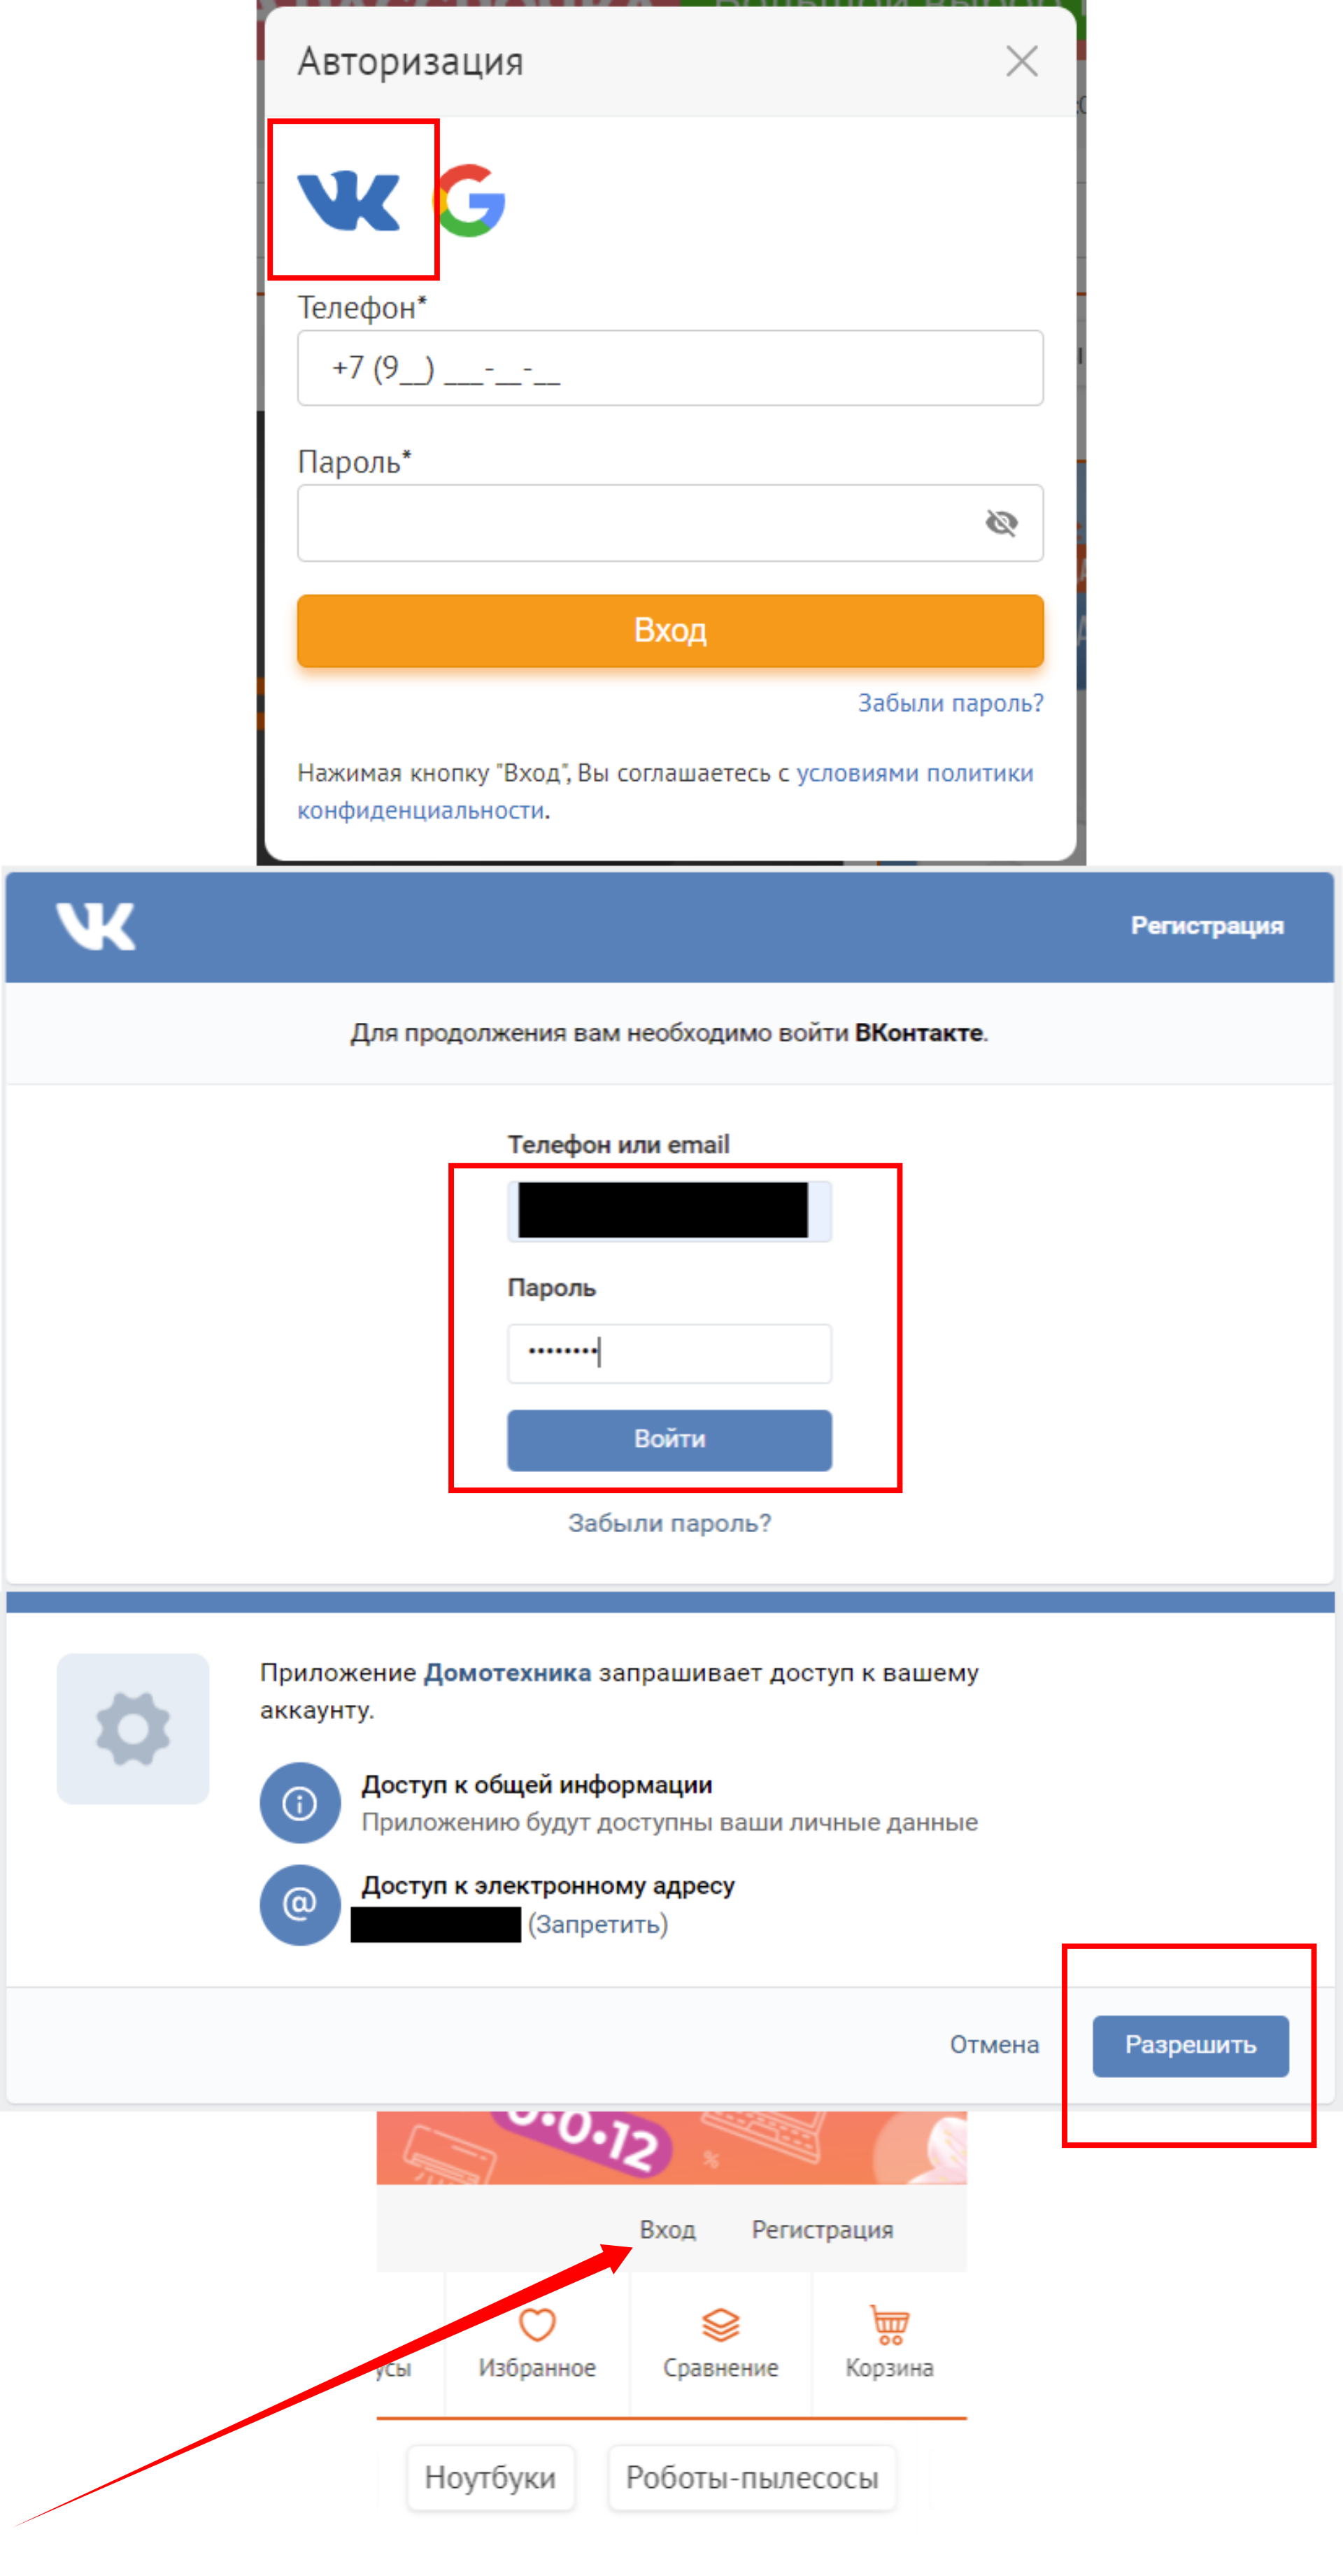 Авторизация
Телефон*
+7 (9__) ___-__-__
Пароль*
Вход
Забыли пароль?
Нажимая кнопку "Вход", Вы соглашаетесь с условиями политики
конфиденциальности.
Регистрация
Для продолжения вам необходимо войти ВКонтакте.
Телефон или email
Пароль
Войти
Забыли пароль?
Приложение Домотехника запрашивает доступ к вашему
аккаунту.
Доступ к общей информации
Приложению будут доступны ваши личные данные
Доступ к электронному адресу
(Запретить)
Отмена
Разрешить
0•0•12
Вход Регистрация
Избранное Сравнение Корзина
Ноутбуки Роботы-пылесосы